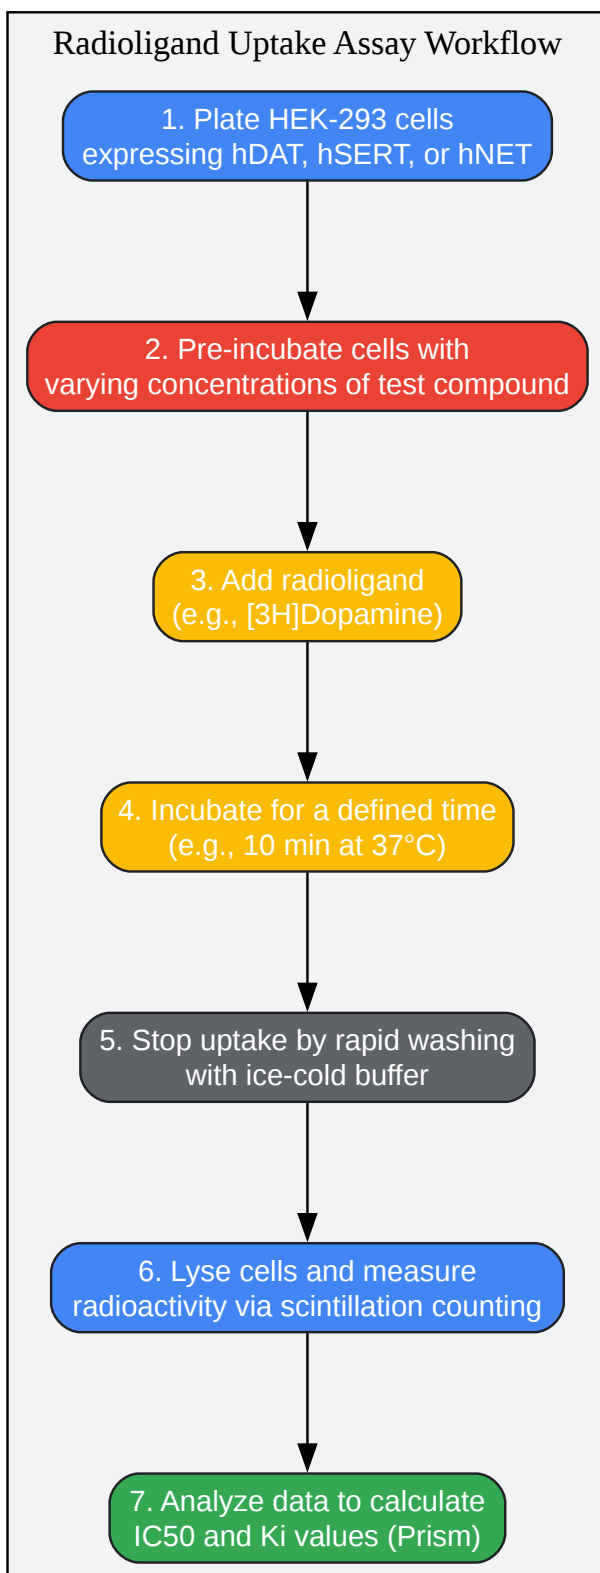 Radioligand Uptake Assay Workflow
1. Plate HEK-293 cells
expressing hDAT, hSERT, or hNET
2. Pre-incubate cells with
varying concentrations of test compound
3. Add radioligand
(e.g., [3H]Dopamine)
4. Incubate for a defined time
(e.g., 10 min at 37°C)
5. Stop uptake by rapid washing
with ice-cold buffer
6. Lyse cells and measure
radioactivity via scintillation counting
7. Analyze data to calculate
IC50 and Ki values (Prism)